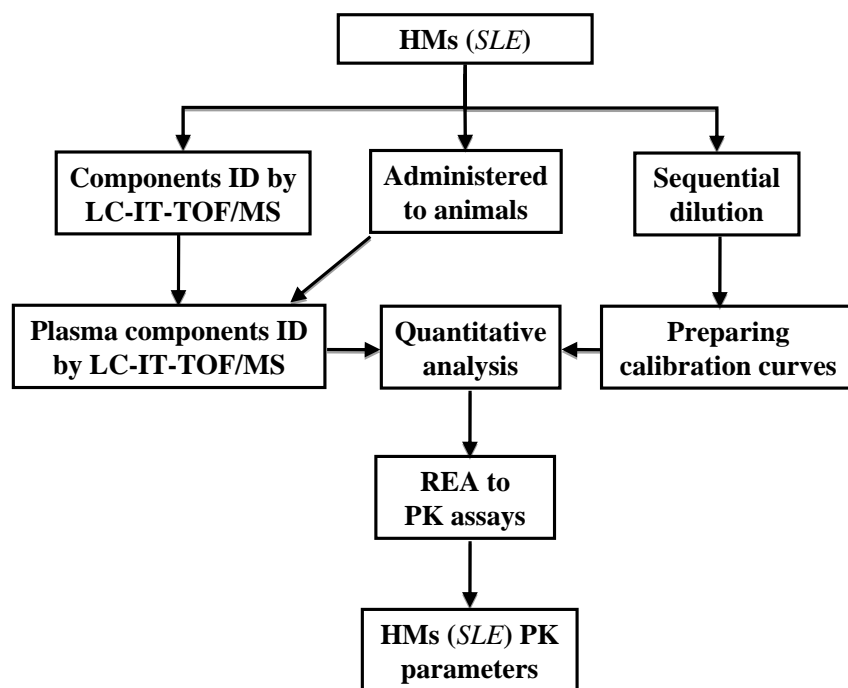 HMs (SLE)
Components ID by
LC-IT-TOF/MS
Administered
to animals
Sequential
dilution
Plasma components ID
by LC-IT-TOF/MS
Quantitative
analysis
Preparing
calibration curves
REA to
PK assays
HMs (SLE) PK
parameters